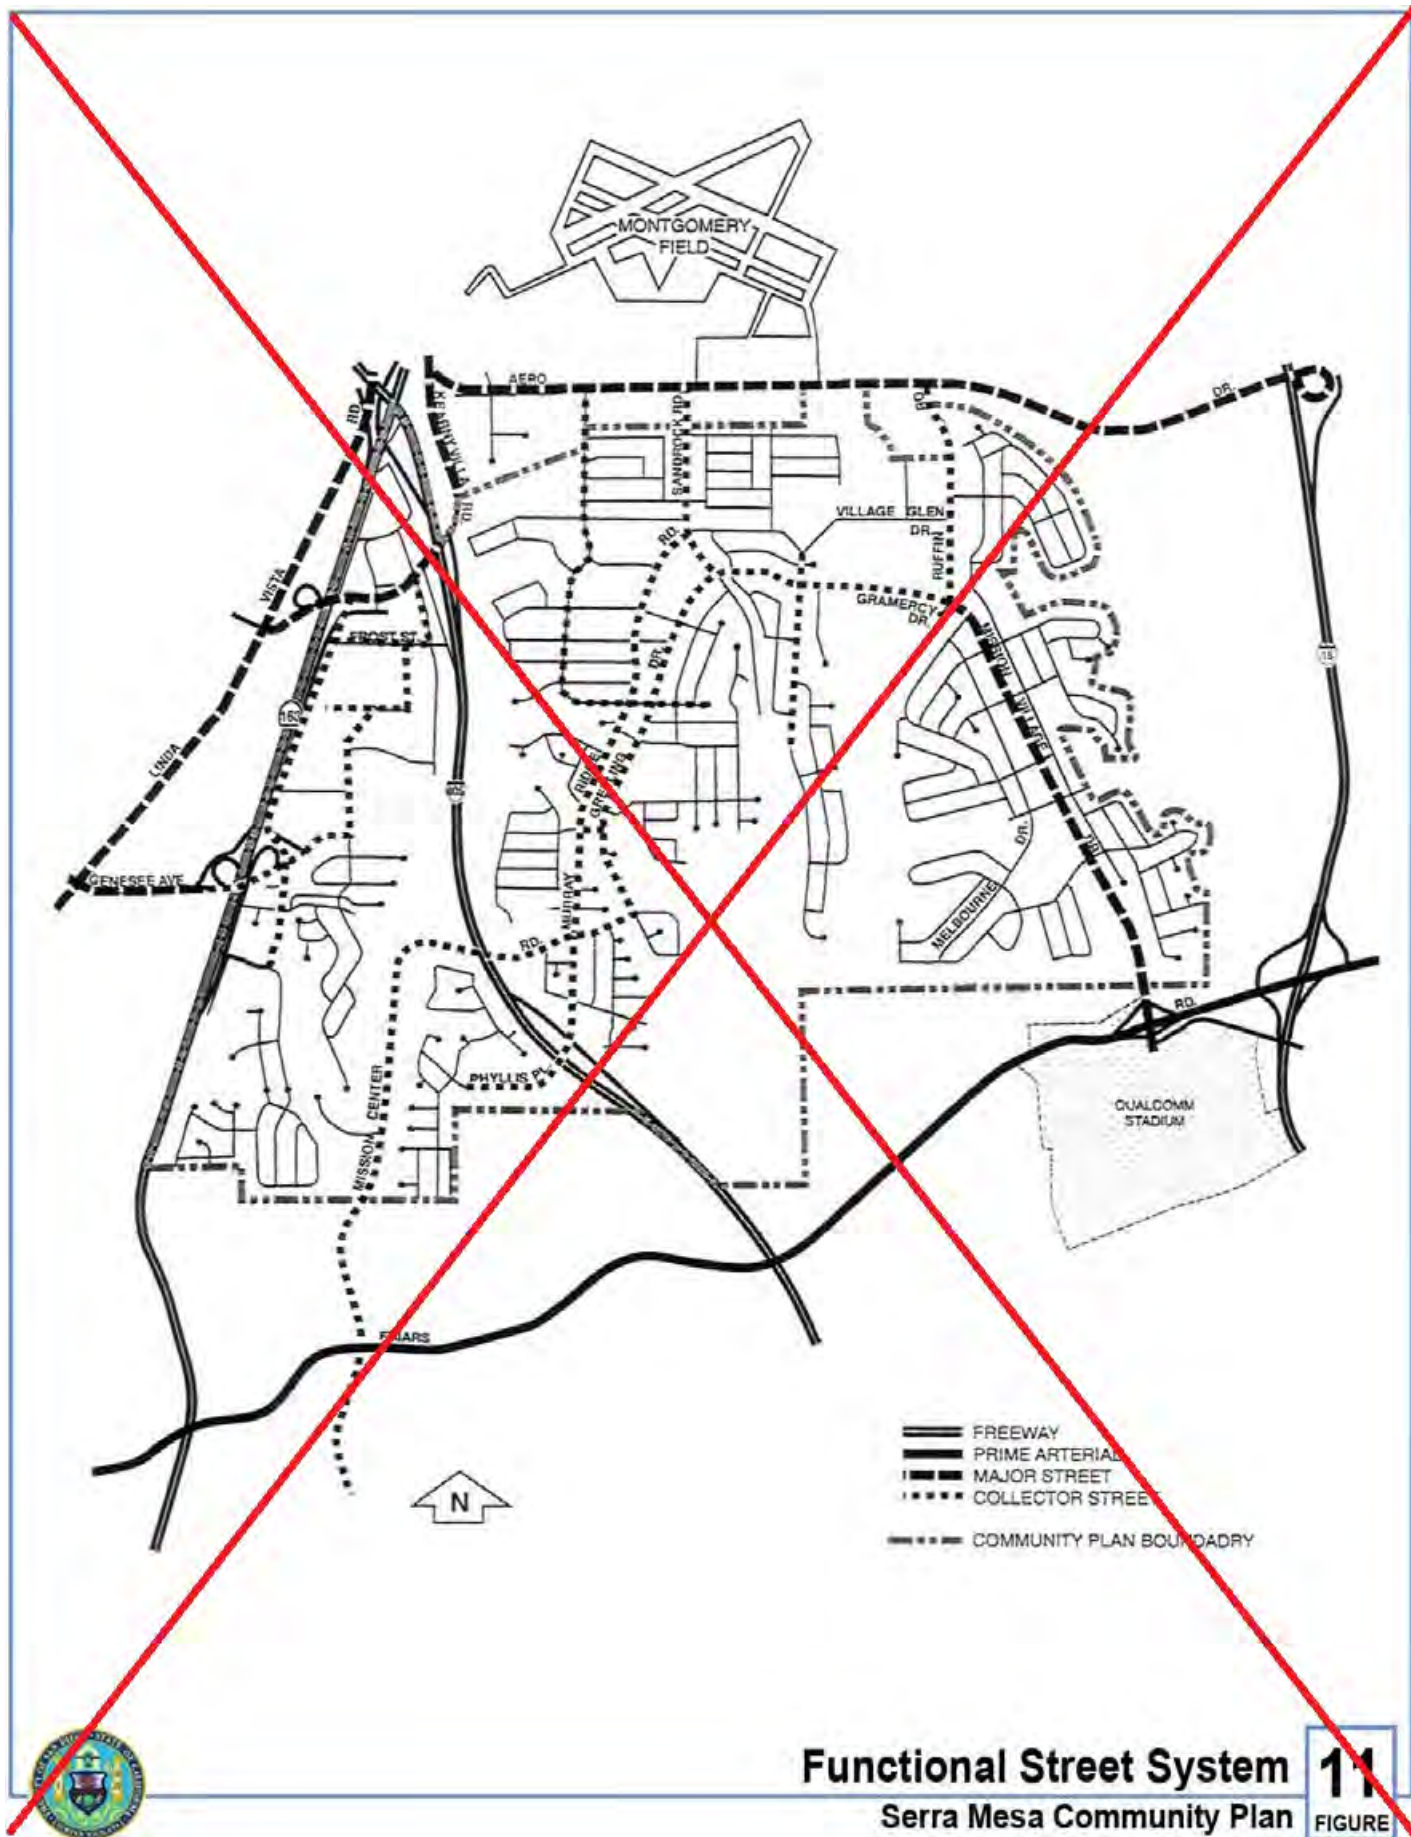 MONTGOMERY
FIELD
AERO
DR.
RD.
KEARNY VILLA RD.
SANDROCK RD.
DR.
VILLAGE GLEN
DR.
RUFFIN
RD.
VISTA
GRAMERCY
DR.
FROST ST.
MISSION VILLAGE DR.
DR.
15
163
LINDA
RIDGE
GREYLING
MURRAY
DR.
MELBOURNE
GENESEE AVE
RD.
RD.
PHYLLIS PL.
MISSION CENTER
QUALCOMM
STADIUM
FRIARS
FREEWAY
PRIME ARTERIAL
MAJOR STREET
COLLECTOR STREET
COMMUNITY PLAN BOUNDADRY
N
Functional Street System
Serra Mesa Community Plan
11
FIGURE